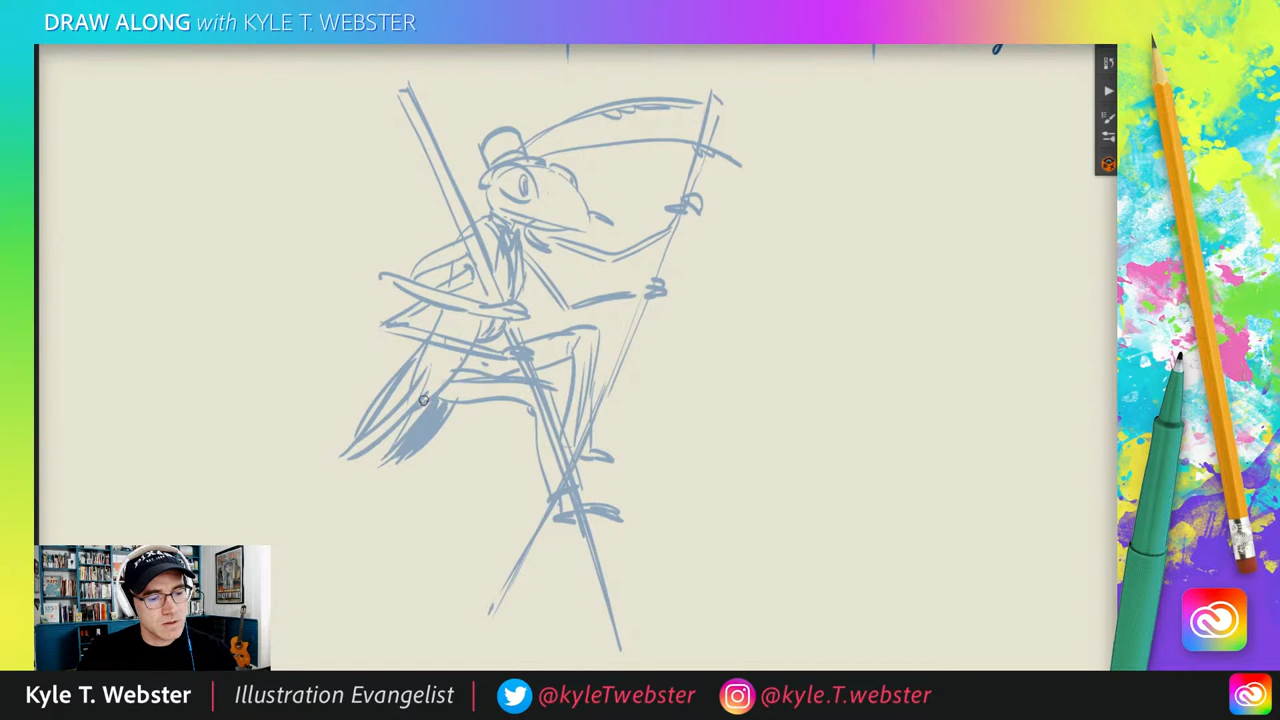 DRAW ALONG with KYLE T. WEBSTER
Kyle T. Webster | Illustration Evangelist @kyleTwebster @kyle.T.webster